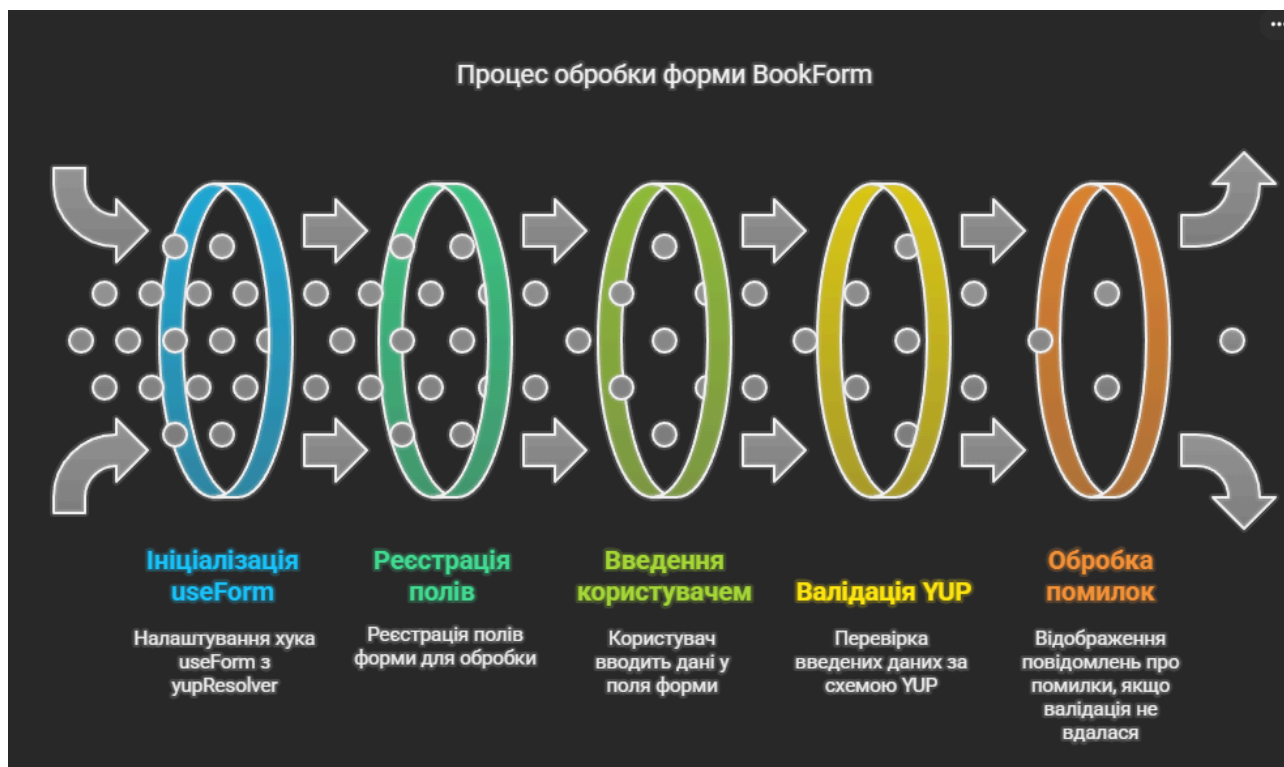 Процес обробки форми BookForm
Ініціалізація
useForm
Налаштування хука
useForm з
yupResolver
Реєстрація
полів
Реєстрація полів
форми для обробки
Введення
користувачем
Користувач
вводить дані у
поля форми
Валідація YUP
Перевірка
введених даних за
схемою YUP
Обробка
помилок
Відображення
повідомлень про
помилки, якщо
валідація не
вдалася